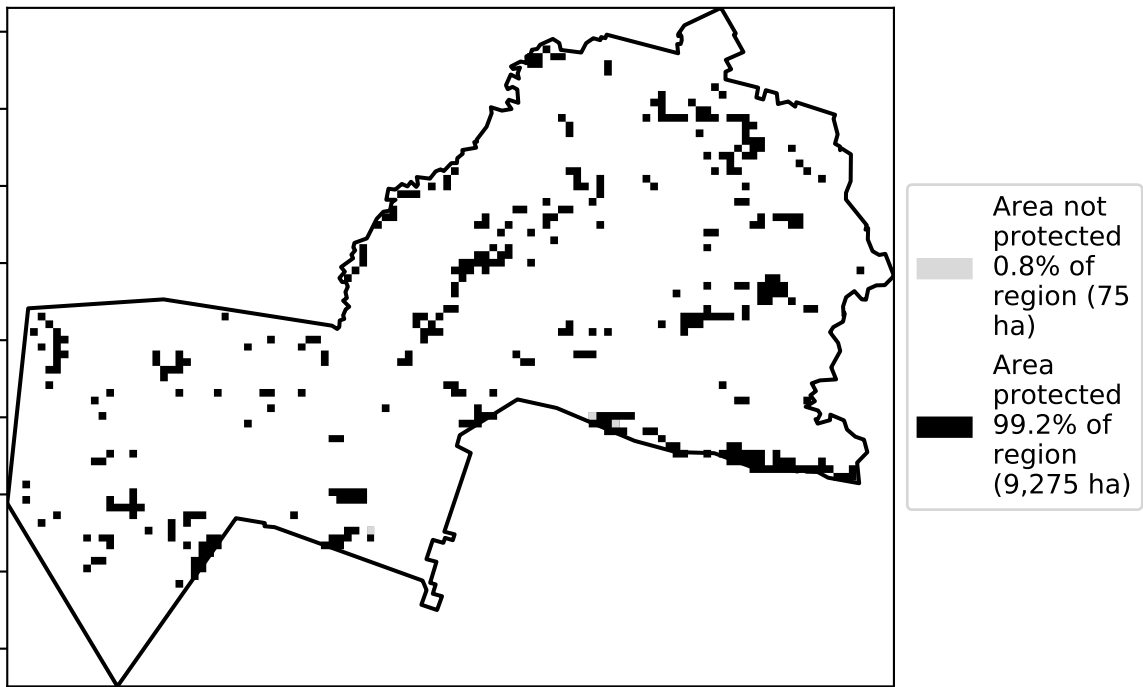 Area not
protected
0.8% of
region (75
ha)
Area
protected
99.2% of
region
(9,275 ha)